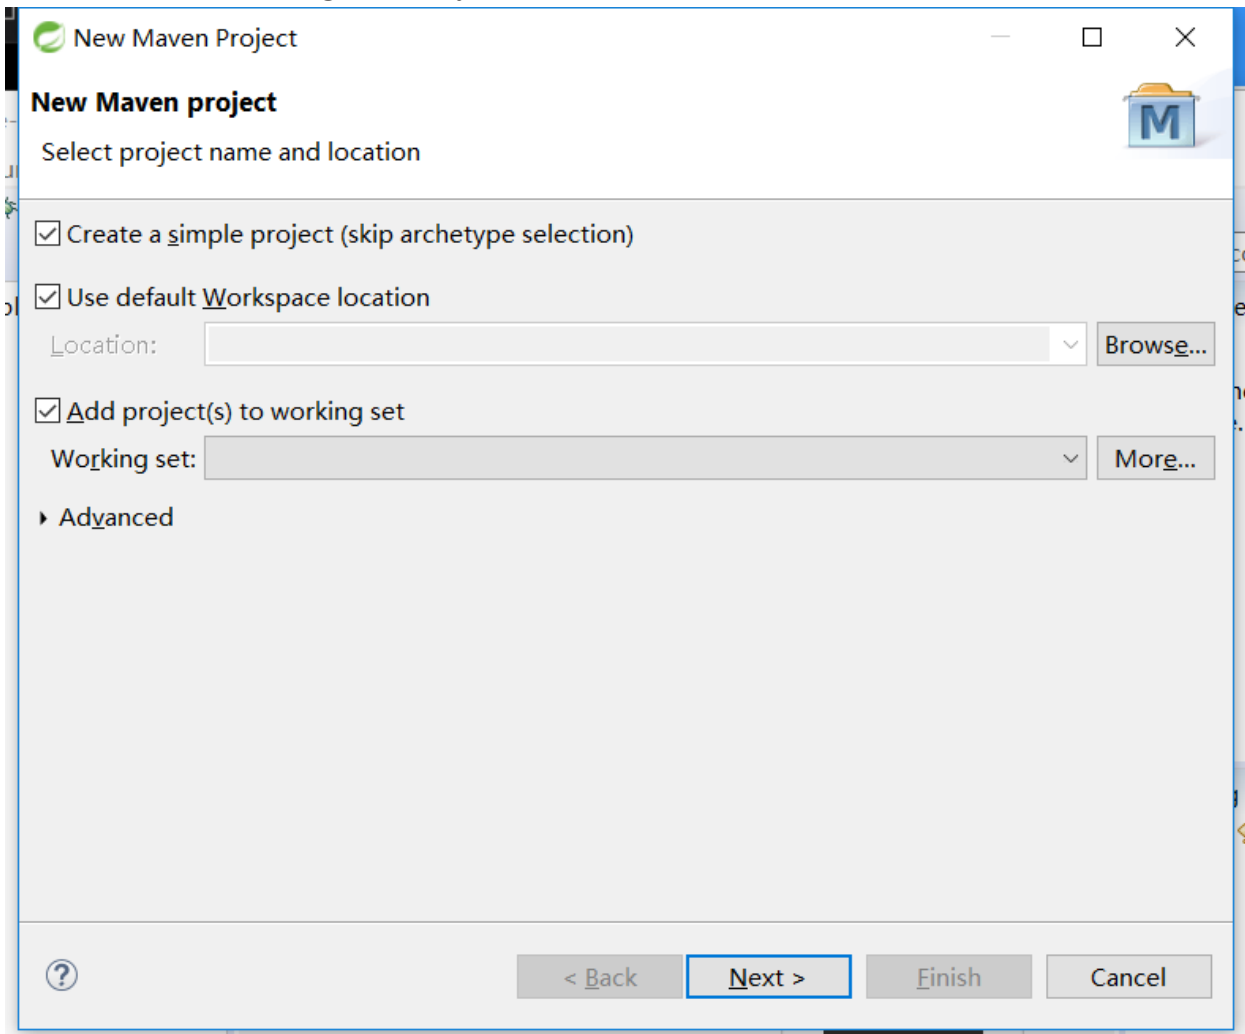 New Maven Project
New Maven project
M
Select project name and location
Create a simple project (skip archetype selection)
Use default Workspace location
Location:
Browse...
Add project(s) to working set
Working set:
More...
Advanced
?
< Back
Next >
Finish
Cancel